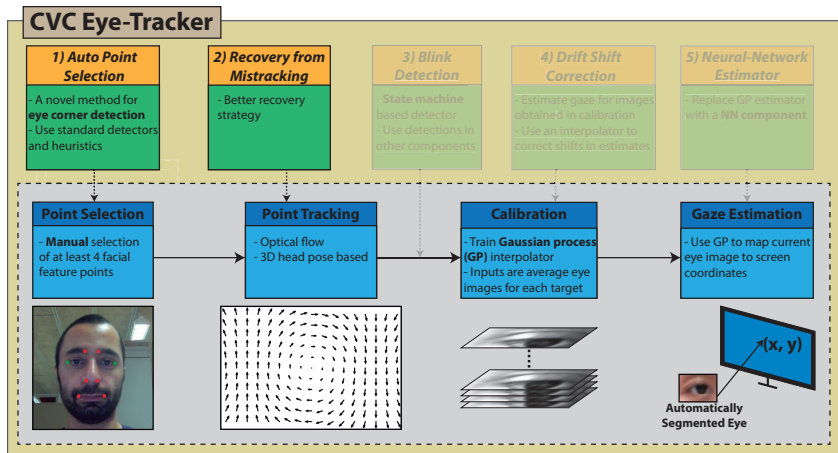 CVC Eye-Tracker
1) Auto Point
Selection
- A novel method for
eye corner detection
- Use standard detectors
and heuristics
2) Recovery from
Mistracking
- Better recovery
strategy
3) Blink
Detection
- State machine
based detector
- Use detections in
other components
4) Drift Shift
Correction
- Estimate gaze for images
obtained in calibration
- Use an interpolator to
correct shifts in estimates
5) Neural-Network
Estimator
- Replace GP estimator
with a NN component
Point Selection
- Manual selection
of at least 4 facial
feature points
Point Tracking
- Optical flow
- 3D head pose based
Calibration
- Train Gaussian process
(GP) interpolator
- Inputs are average eye
images for each target
Gaze Estimation
- Use GP to map current
eye image to screen
coordinates
(x, y)
Automatically
Segmented Eye